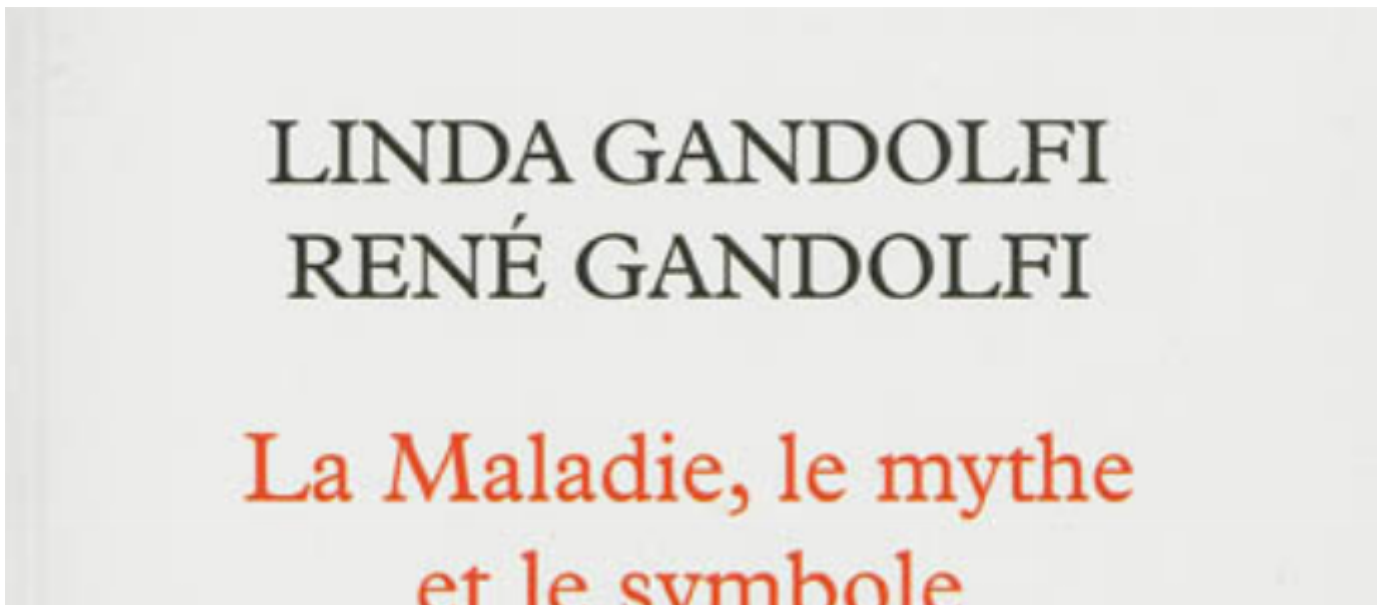 LINDA GANDOLFI
RENÉ GANDOLFI
La Maladie, le mythe
et le symbole